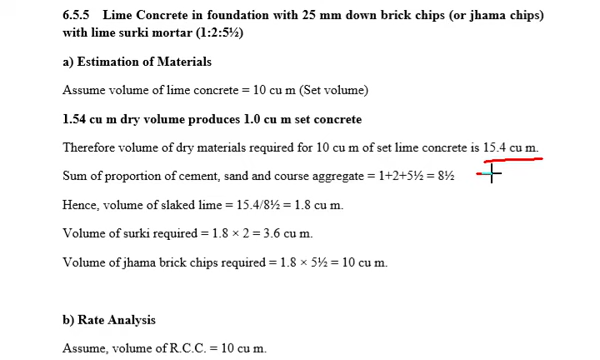 6.5.5 Lime Concrete in foundation with 25 mm down brick chips (or jhama chips)
with lime surki mortar (1:2:5½)
a) Estimation of Materials
Assume volume of lime concrete = 10 cu m (Set volume)
1.54 cu m dry volume produces 1.0 cu m set concrete
Therefore volume of dry materials required for 10 cu m of set lime concrete is 15.4 cu m.
Sum of proportion of cement, sand and course aggregate = 1+2+5½ = 8½
Hence, volume of slaked lime = 15.4/8½ = 1.8 cu m.
Volume of surki required = 1.8 × 2 = 3.6 cu m.
Volume of jhama brick chips required = 1.8 × 5½ = 10 cu m.
b) Rate Analysis
Assume, volume of R.C.C. = 10 cu m.